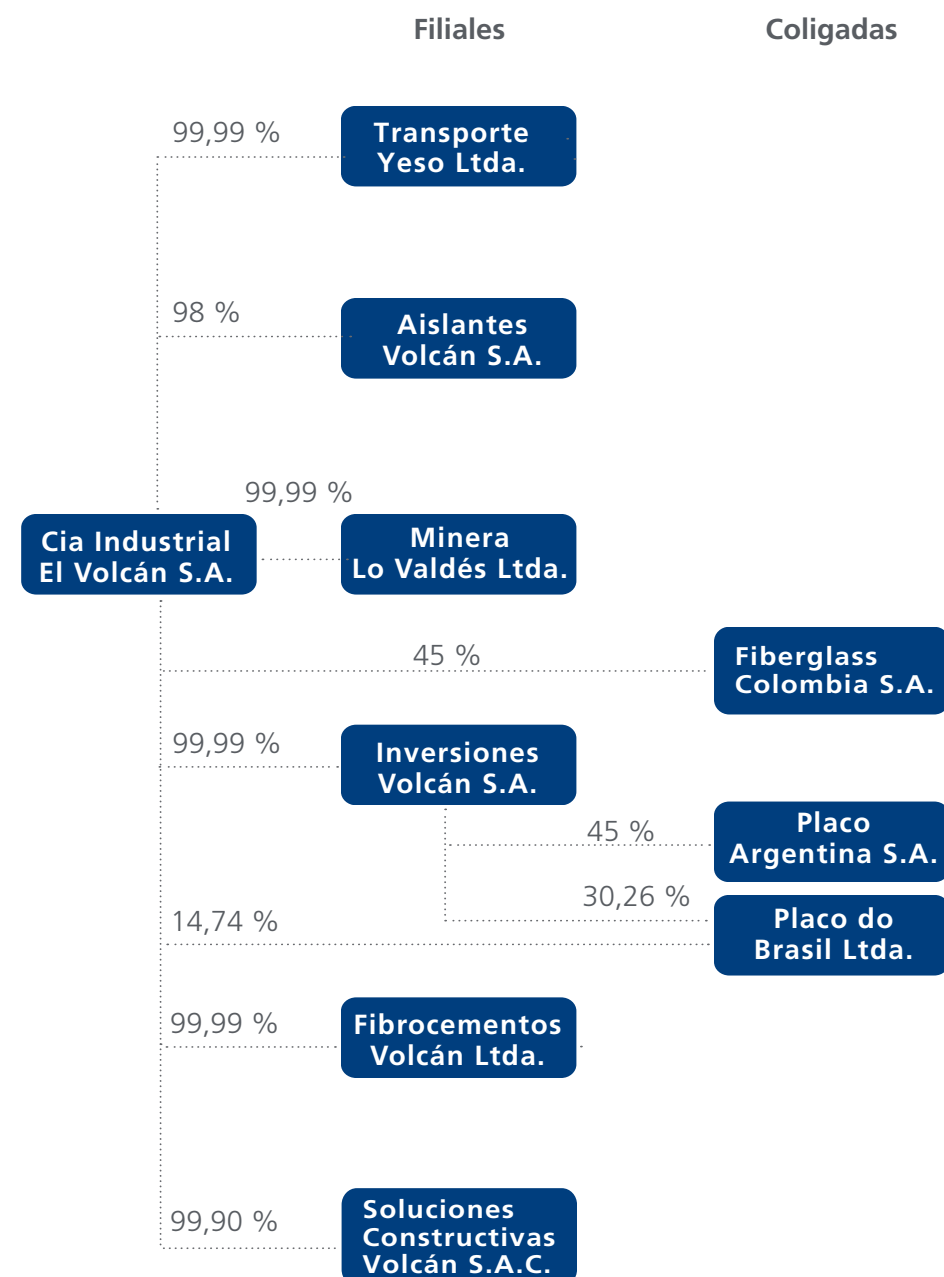 Filiales
Coligadas
99,99 %
Transporte
Yeso Ltda.
98 %
Aislantes
Volcán S.A.
99,99 %
Cia Industrial
El Volcán S.A.
Minera
Lo Valdés Ltda.
45 %
Fiberglass
Colombia S.A.
99,99 %
Inversiones
Volcán S.A.
45 %
Placo
Argentina S.A.
30,26 %
14,74 %
Placo do
Brasil Ltda.
99,99 %
Fibrocementos
Volcán Ltda.
99,90 %
Soluciones
Constructivas
Volcán S.A.C.